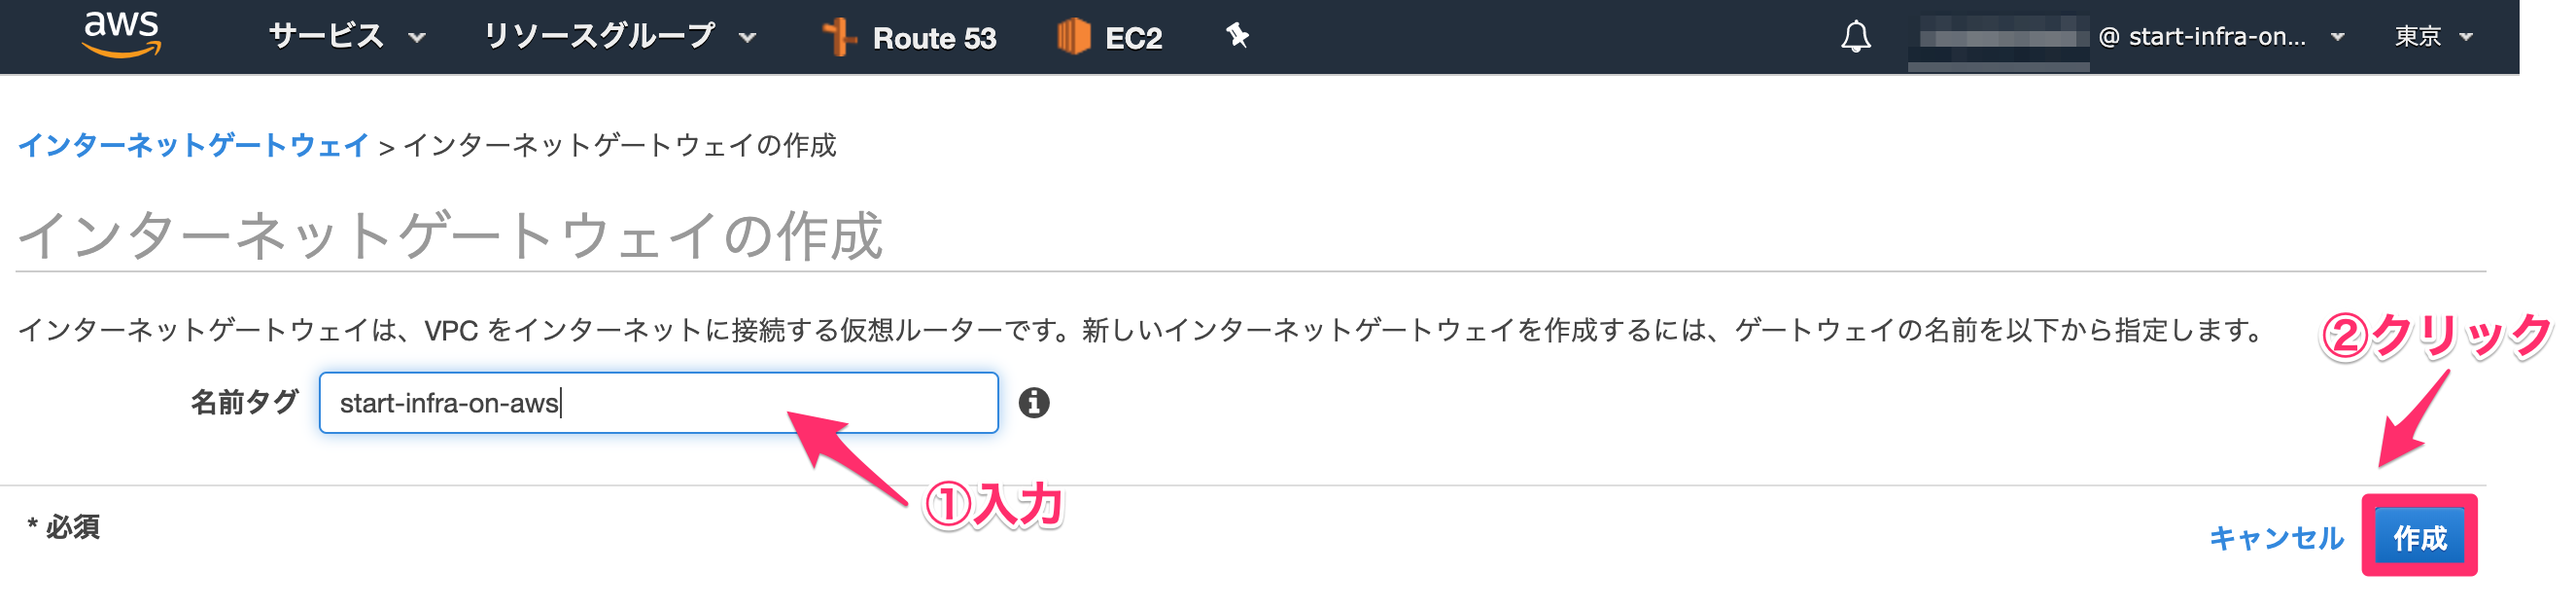 aws サービス リソースグループ Route 53 EC2 @ start-infra-on... 東京
インターネットゲートウェイ > インターネットゲートウェイの作成
インターネットゲートウェイの作成
インターネットゲートウェイは、VPC をインターネットに接続する仮想ルーターです。新しいインターネットゲートウェイを作成するには、ゲートウェイの名前を以下から指定します。
②クリック
名前タグ start-infra-on-aws
①入力
* 必須
キャンセル 作成